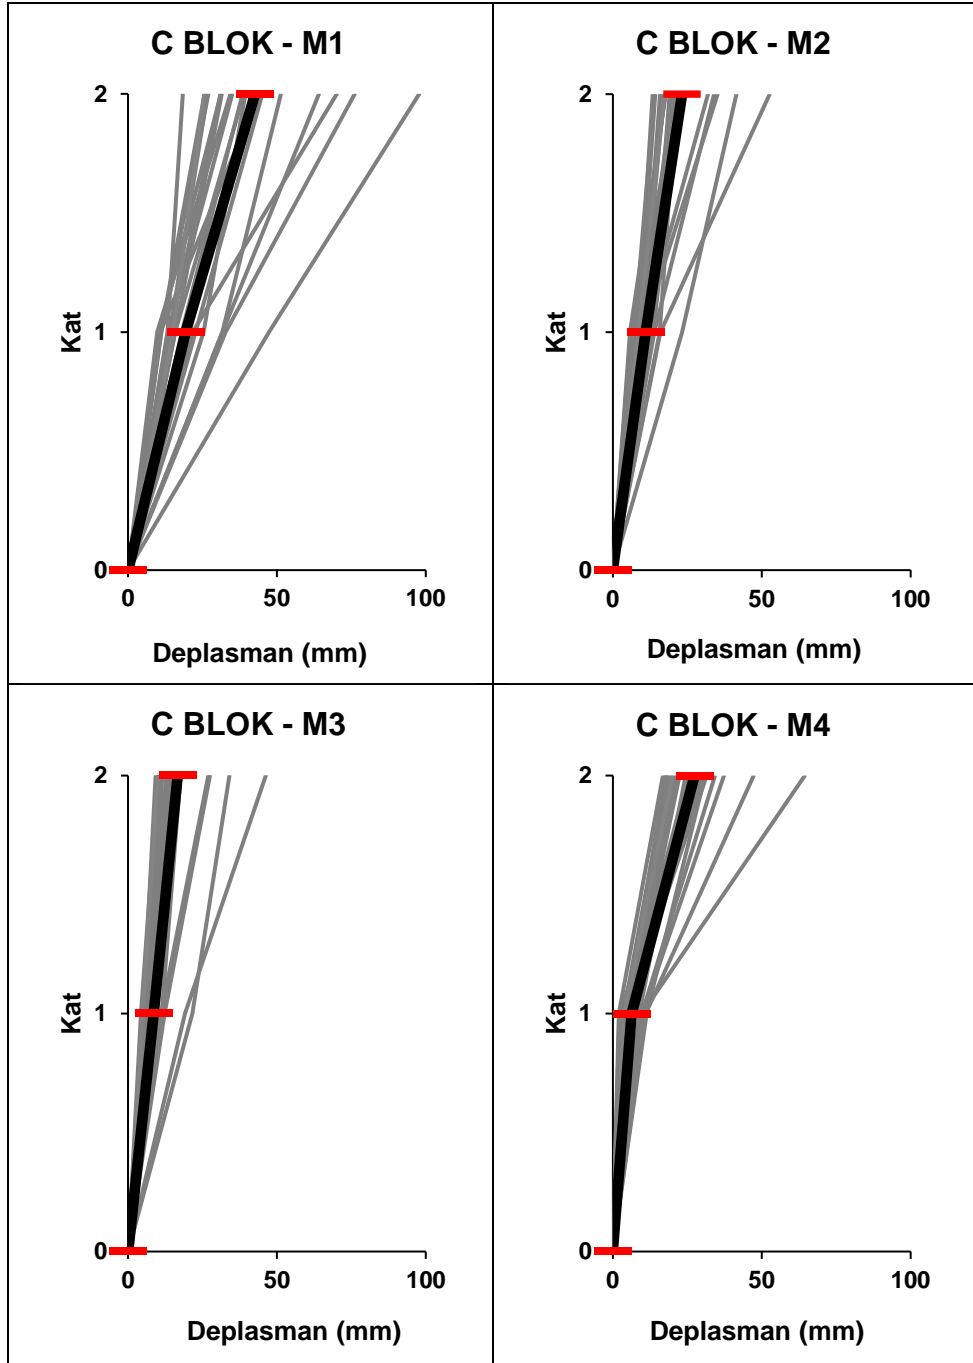 C BLOK - M1
2
1
0
Kat
0 50 100
Deplasman (mm)
C BLOK - M2
2
1
0
Kat
0 50 100
Deplasman (mm)
C BLOK - M3
2
1
0
Kat
0 50 100
Deplasman (mm)
C BLOK - M4
2
1
0
Kat
0 50 100
Deplasman (mm)